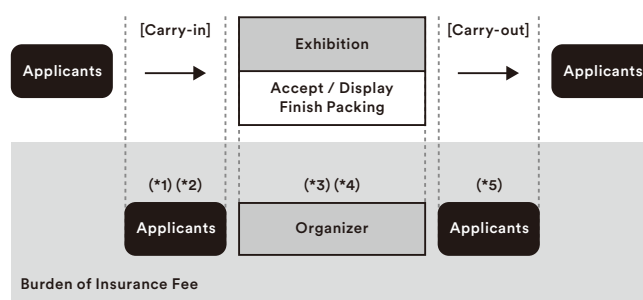 [Carry-in]
[Carry-out]
Exhibition
Applicants
Applicants
Accept / Display
Finish Packing
(*1) (*2)
(*3) (*4)
(*5)
Applicants
Organizer
Applicants
Burden of Insurance Fee